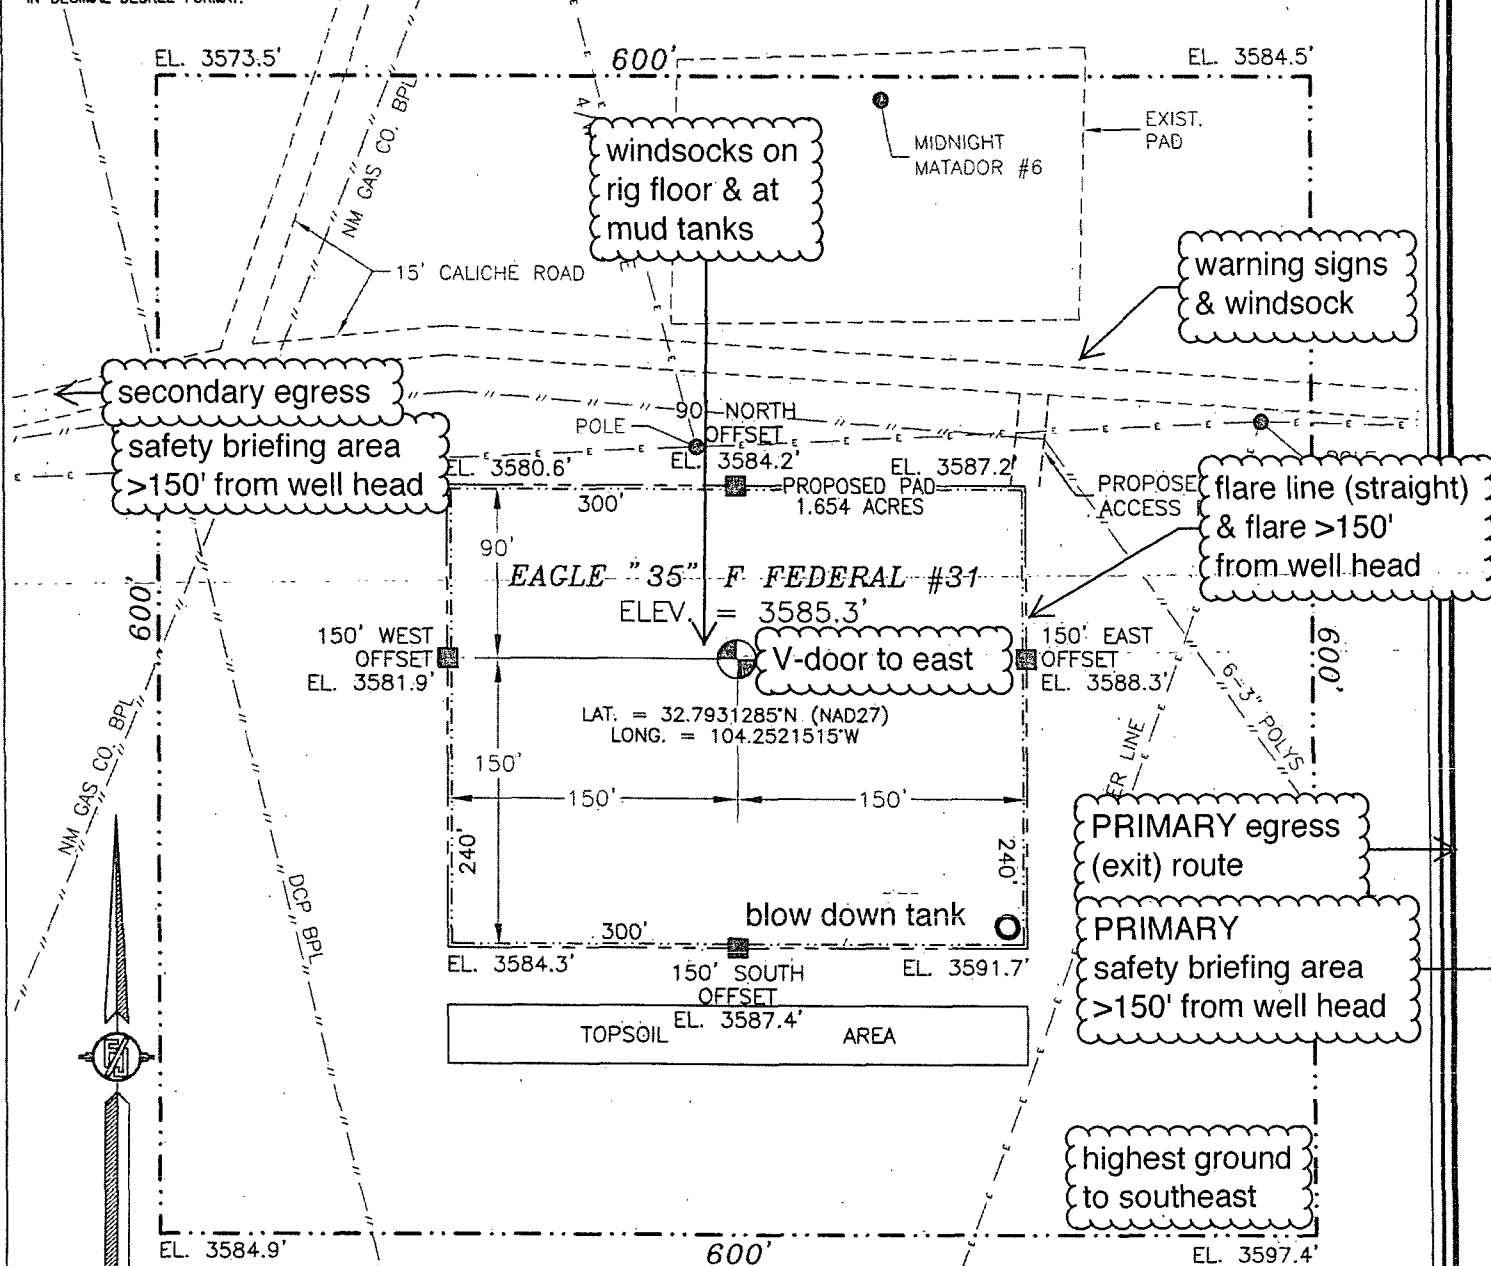 IN DECIMAL DEGREE FORMAT.
EL. 3573.5'
600'
EL. 3584.5'
NM GAS CO. BPL
windsocks on
rig floor & at
mud tanks
MIDNIGHT
MATADOR #6
EXIST.
PAD
15' CALICHE ROAD
warning signs
& windsock
secondary egress
safety briefing area
>150' from well head
POLE
90' NORTH
OFFSET
EL. 3580.6'
EL. 3584.2'
EL. 3587.2'
300'
PROPOSED PAD
1.654 ACRES
PROPOSE
ACCESS
flare line (straight)
& flare >150'
from well head
90'
EAGLE "35" F FEDERAL #31
ELEV. = 3585.3'
600'
150' WEST
OFFSET
EL. 3581.9'
V-door to east
150' EAST
OFFSET
EL. 3588.3'
600'
LAT. = 32.7931285°N (NAD27)
LONG. = 104.2521515°W
6-3" POLYS
ER LINE
NM GAS CO. BPL
150'
150'
150'
240'
240'
PRIMARY egress
(exit) route
DCP BPL
blow down tank
PRIMARY
safety briefing area
>150' from well head
300'
EL. 3584.3'
150' SOUTH
OFFSET
EL. 3587.4'
EL. 3591.7'
TOPSOIL AREA
highest ground
to southeast
EL. 3584.9'
600'
EL. 3597.4'